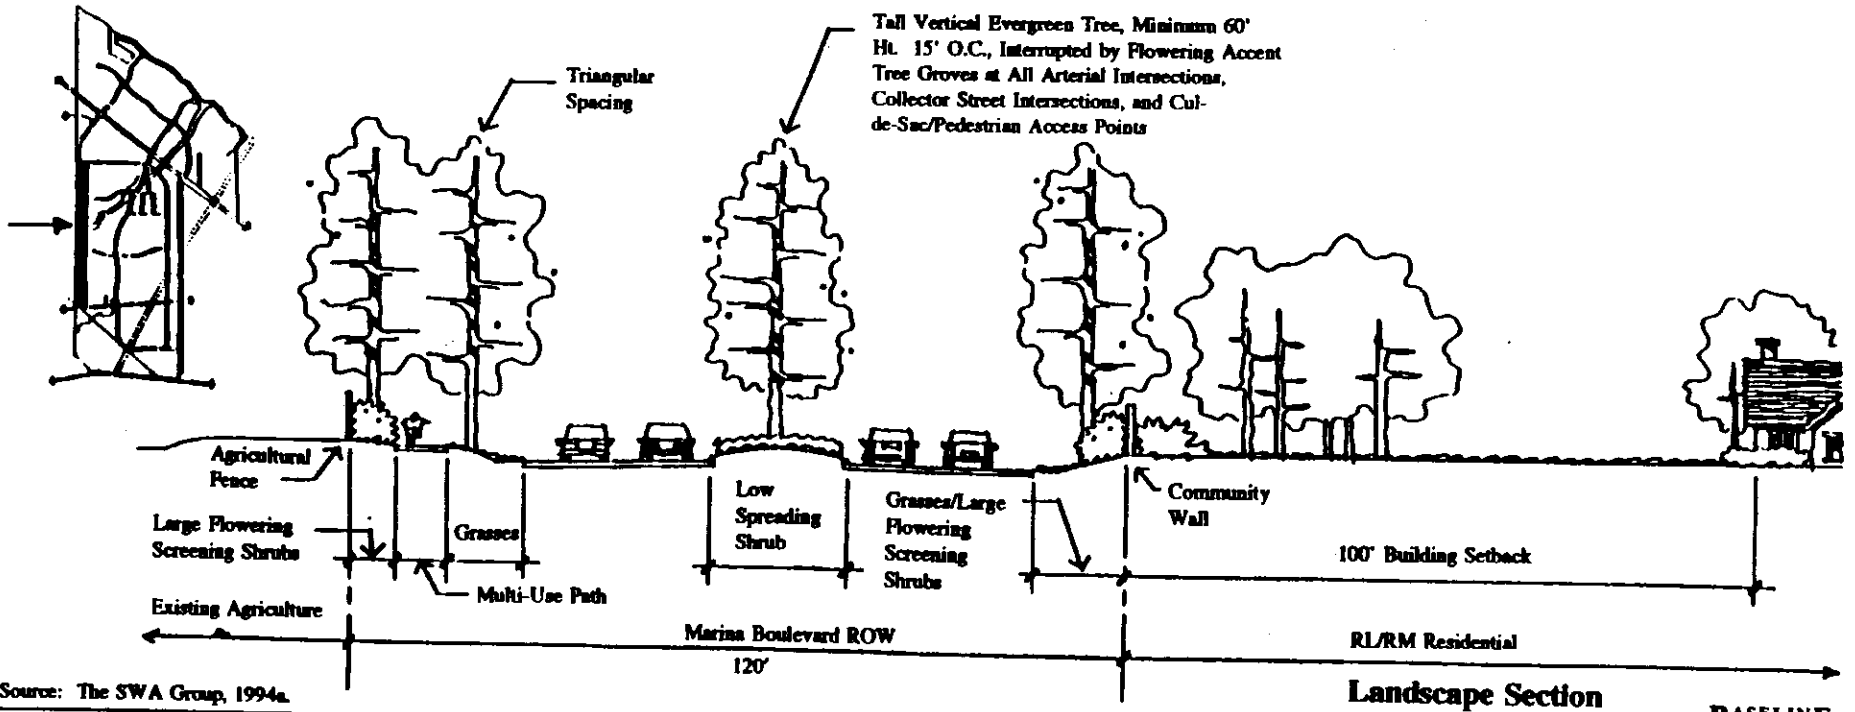 Tall Vertical Evergreen Tree, Minimum 60'
Ht. 15' O.C., Interrupted by Flowering Accent
Tree Groves at All Arterial Intersections,
Collector Street Intersections, and Cul-
de-Sac/Pedestrian Access Points
Triangular
Spacing
Agricultural
Fence
Large Flowering
Screening Shrubs
Grasses
Multi-Use Path
Low
Spreading
Shrub
Grasses/Large
Flowering
Screening
Shrubs
Community
Wall
100' Building Setback
Existing Agriculture
Marina Boulevard ROW
120'
RL/RM Residential
Source: The SWA Group, 1994a.
Landscape Section